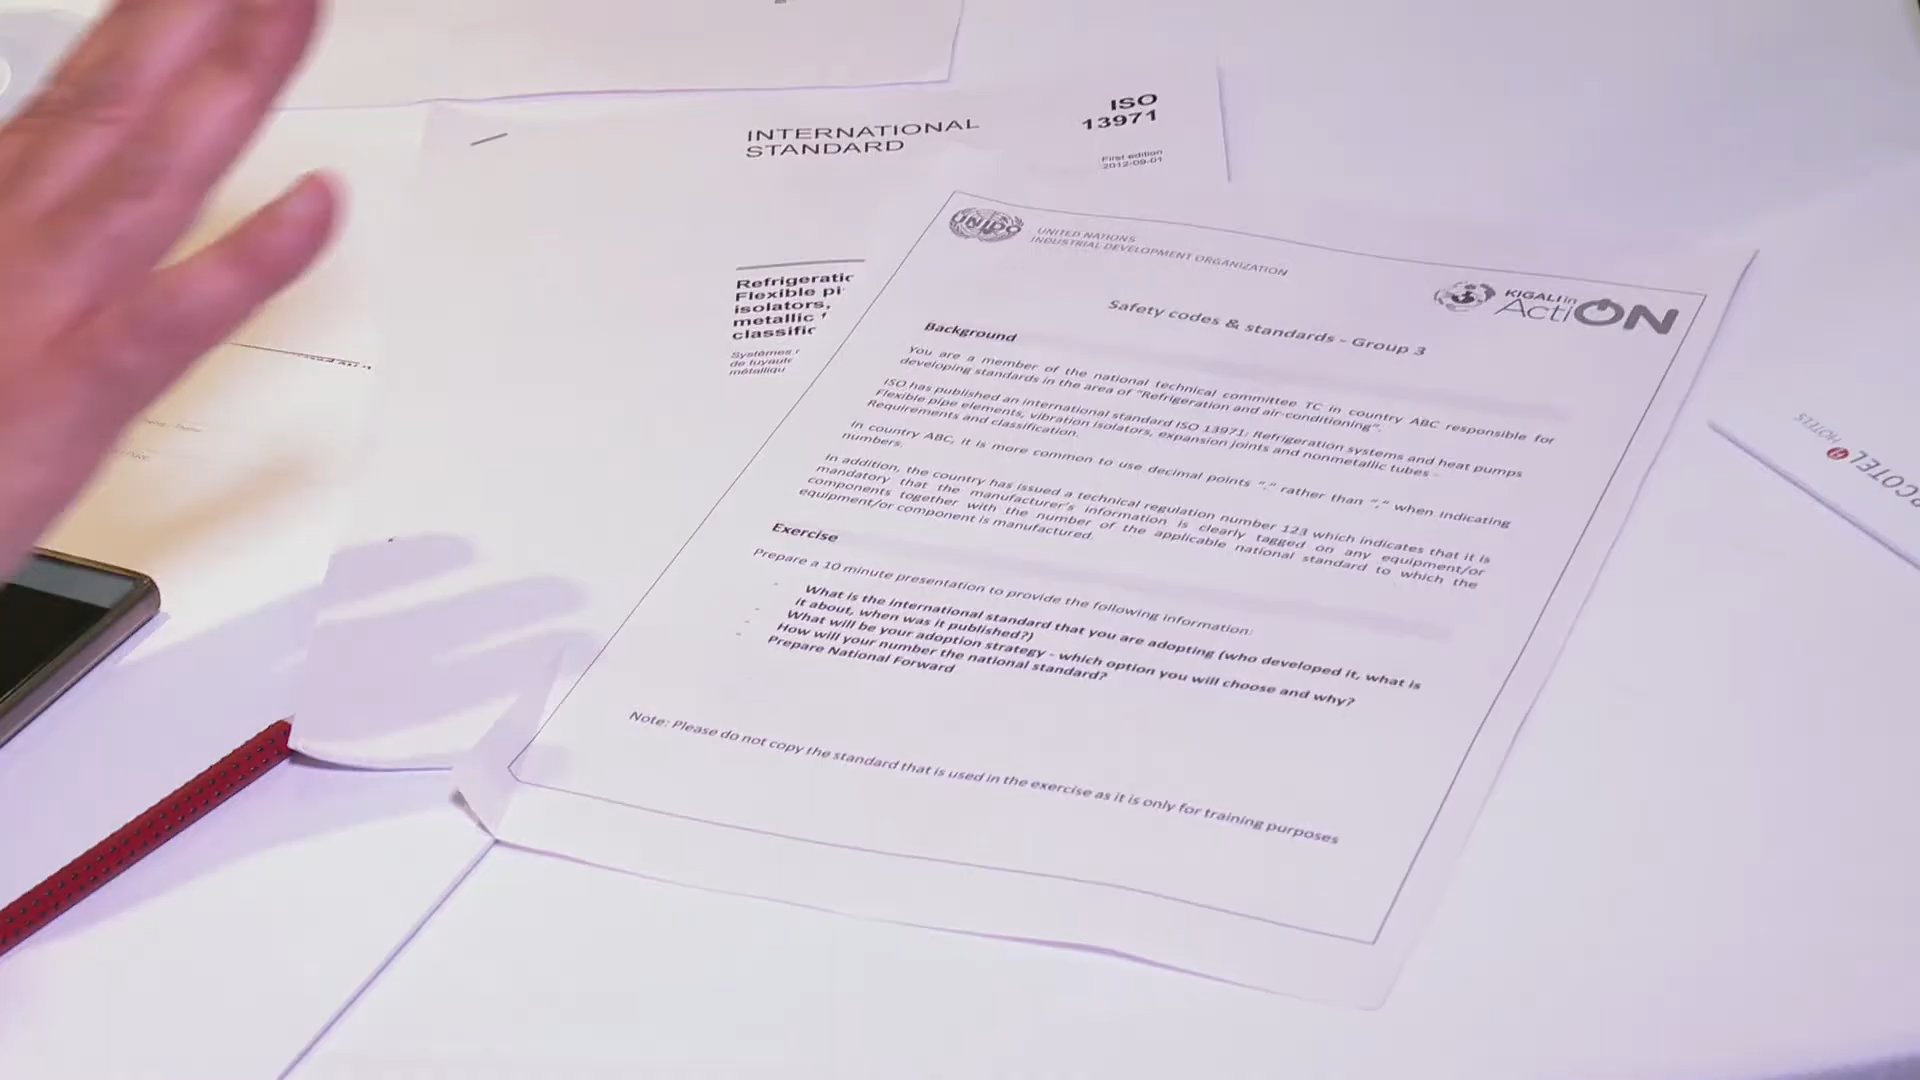 INTERNATIONAL
STANDARD
ISO
13971
First edition
2012-09-01
Refrigeratic
Flexible pi
isolators,
metallic
classific
Systèmes
de tuyaute
métalliqu
UNIDO
UNITED NATIONS
INDUSTRIAL DEVELOPMENT ORGANIZATION
KIGALI in
ActiON
Safety codes & standards - Group 3
Background
You are a member of the national technical committee TC in country ABC responsible for
developing standards in the area of "Refrigeration and air-conditioning".
ISO has published an international standard ISO 13971: Refrigeration systems and heat pumps
Flexible pipe elements, vibration isolators, expansion joints and nonmetallic tubes -
Requirements and classification.
In country ABC, it is more common to use decimal points "." rather than "," when indicating
numbers.
In addition, the country has issued a technical regulation number 123 which indicates that it is
mandatory that the manufacturer's information is clearly tagged on any equipment/or
components together with the number of the applicable national standard to which the
equipment/or component is manufactured.
Exercise
Prepare a 10 minute presentation to provide the following information:
- What is the international standard that you are adopting (who developed it, what is
it about, when was it published?)
- What will be your adoption strategy - which option you will choose and why?
- How will your number the national standard?
- Prepare National Forward
Note: Please do not copy the standard that is used in the exercise as it is only for training purposes
COTEL
HOTELS